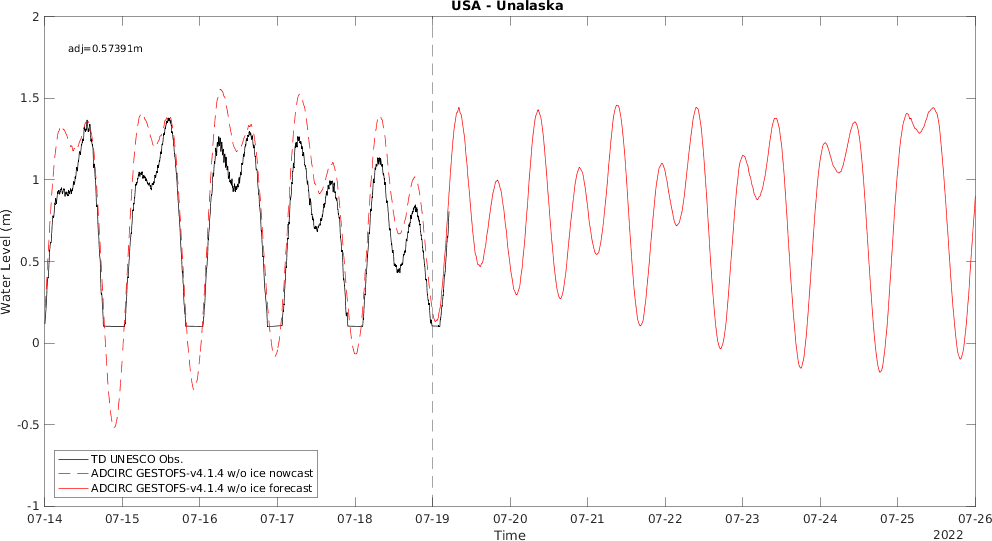 USA - Unalaska
adj=0.57391m
2
1.5
1
0.5
0
-0.5
-1
Water Level (m)
TD UNESCO Obs.
ADCIRC GESTOFS-v4.1.4 w/o ice nowcast
ADCIRC GESTOFS-v4.1.4 w/o ice forecast
07-14 07-15 07-16 07-17 07-18 07-19 07-20 07-21 07-22 07-23 07-24 07-25 07-26
Time
2022